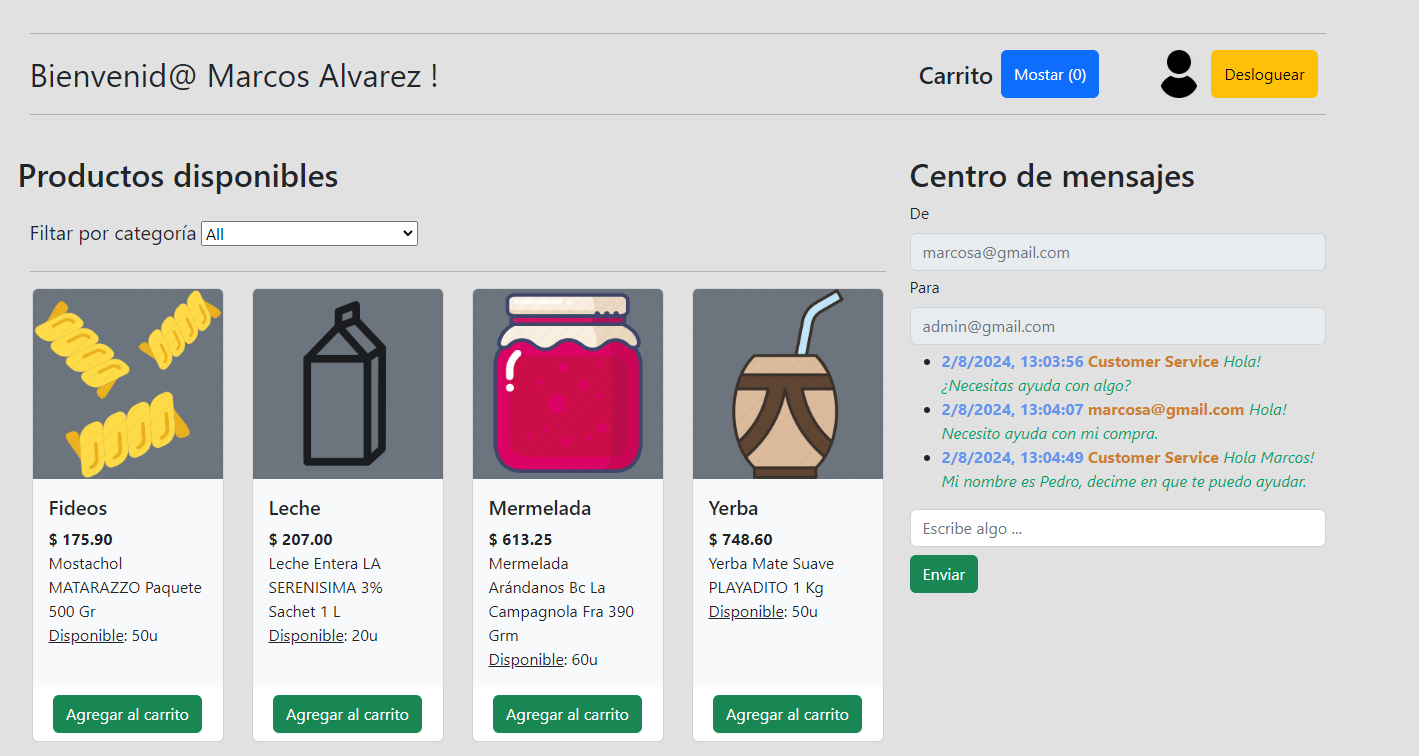 Bienvenid@ Marcos Alvarez !
Carrito
Mostar (0)
Desloguear
Productos disponibles
Filtar por categoría
All
Fideos
$ 175.90
Mostachol
MATARAZZO Paquete
500 Gr
Disponible: 50u
Agregar al carrito
Leche
$ 207.00
Leche Entera LA
SERENISIMA 3%
Sachet 1 L
Disponible: 20u
Agregar al carrito
Mermelada
$ 613.25
Mermelada
Arándanos Bc La
Campagnola Fra 390
Grm
Disponible: 60u
Agregar al carrito
Yerba
$ 748.60
Yerba Mate Suave
PLAYADITO 1 Kg
Disponible: 50u
Agregar al carrito
Centro de mensajes
De
marcosa@gmail.com
Para
admin@gmail.com
2/8/2024, 13:03:56 Customer Service Hola!
¿Necesitas ayuda con algo?
2/8/2024, 13:04:07 marcosa@gmail.com Hola!
Necesito ayuda con mi compra.
2/8/2024, 13:04:49 Customer Service Hola Marcos!
Mi nombre es Pedro, decime en que te puedo ayudar.
Escribe algo ...
Enviar